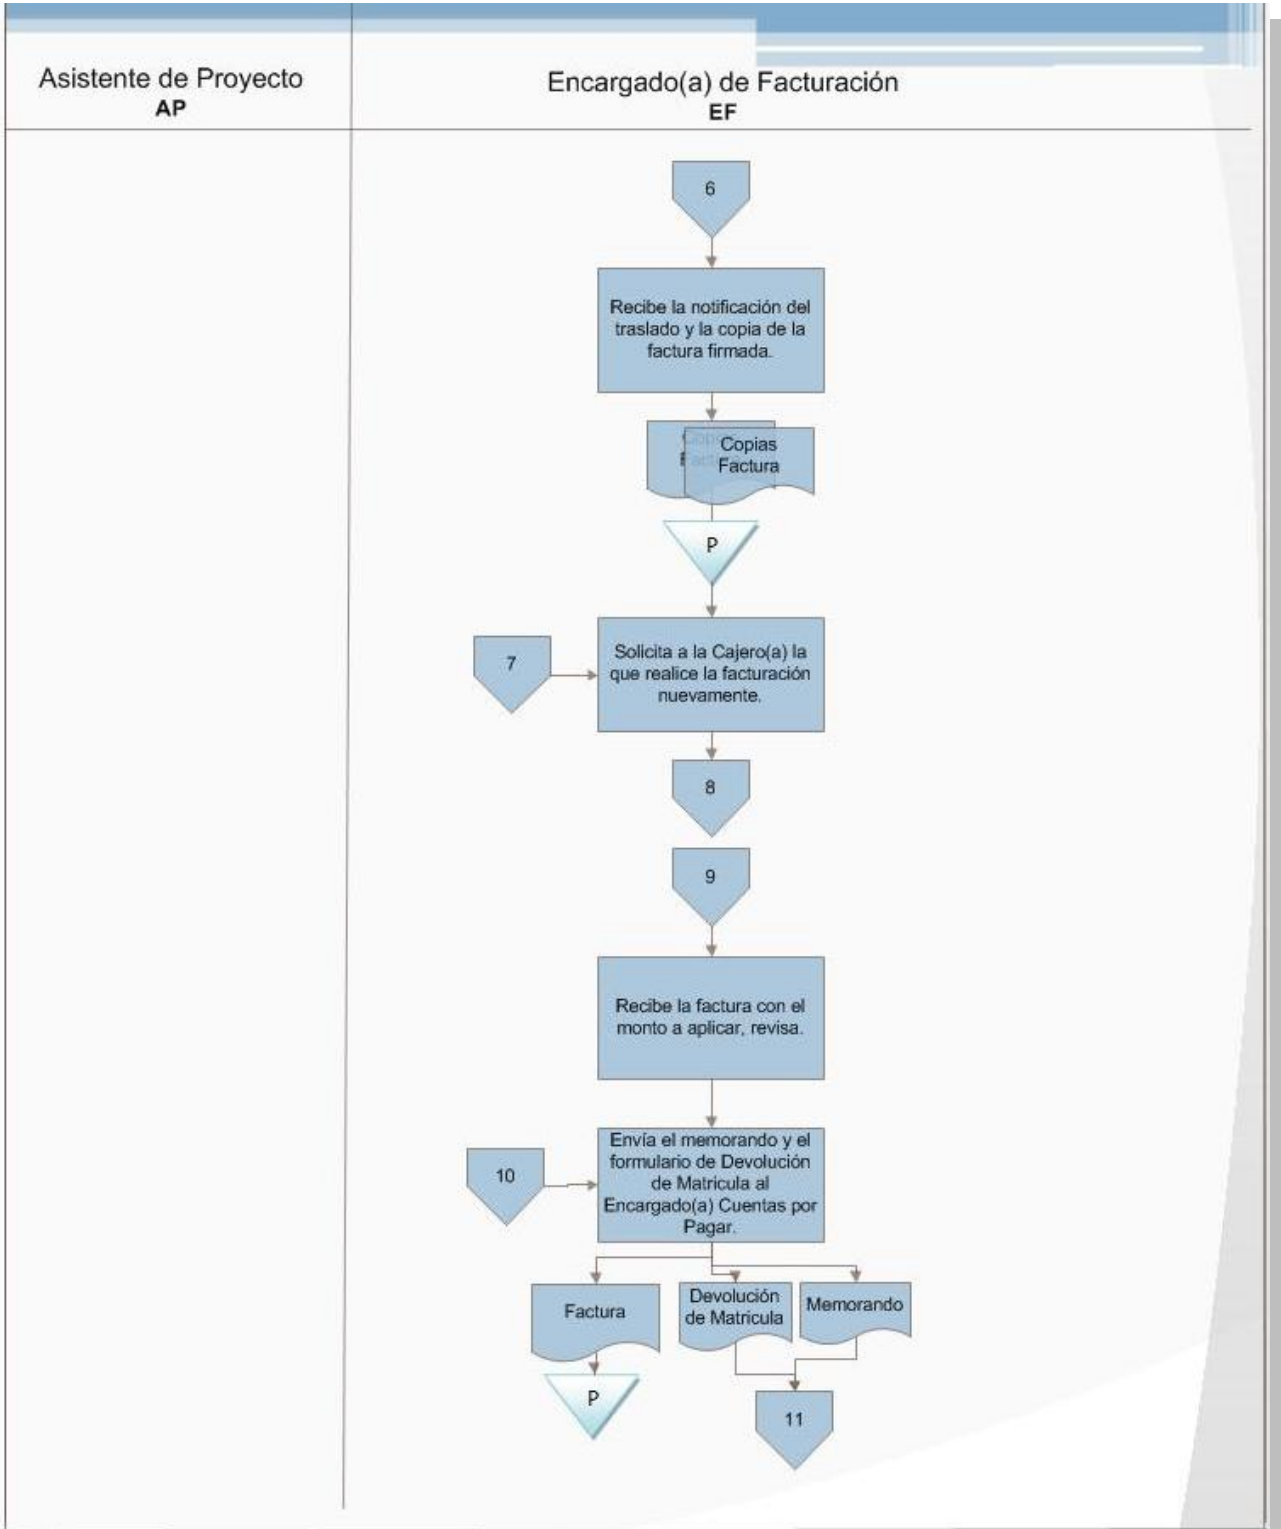 Asistente de Proyecto
AP
Encargado(a) de Facturación
EF
6
Recibe la notificación del
traslado y la copia de la
factura firmada.
Copias
Factura
Copias
Factura
P
7
Solicita a la Cajero(a) la
que realice la facturación
nuevamente.
8
9
Recibe la factura con el
monto a aplicar, revisa.
10
Envía el memorando y el
formulario de Devolución
de Matricula al
Encargado(a) Cuentas por
Pagar.
Factura
Devolución
de Matricula
Memorando
P
11